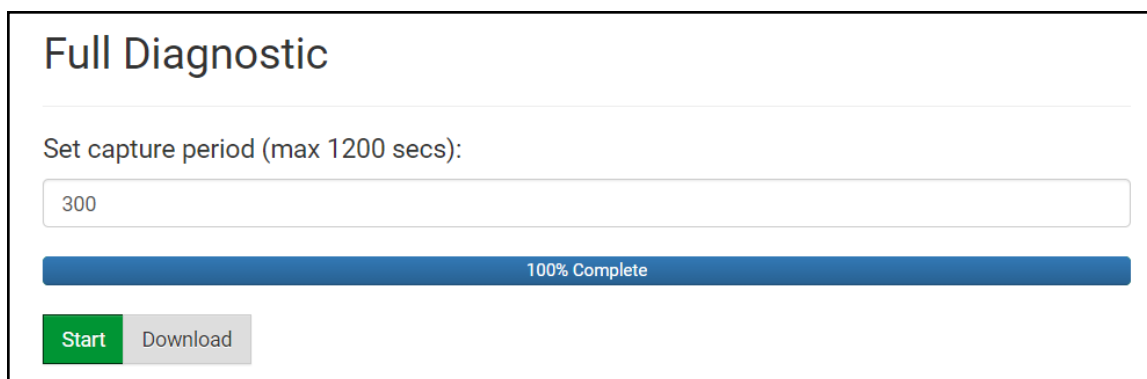 Full Diagnostic
Set capture period (max 1200 secs):
300
100% Complete
Start Download